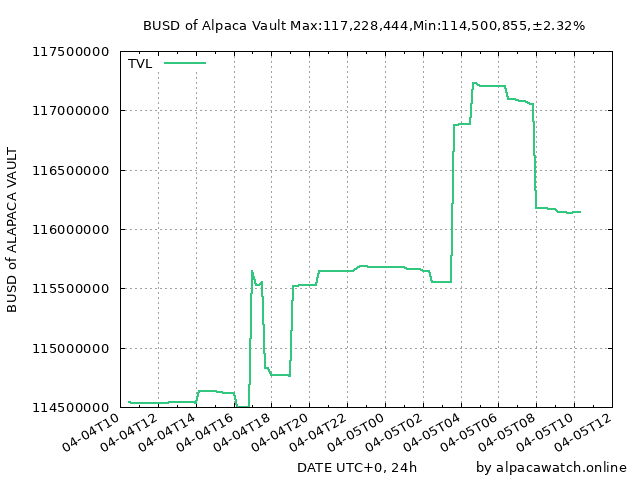 BUSD of Alpaca Vault Max:117,228,444,Min:114,500,855,±2.32%
117500000
TVL
117000000
116500000
116000000
115500000
115000000
114500000
BUSD of ALAPACA VAULT
04-04T10
04-04T12
04-04T14
04-04T16
04-04T18
04-04T20
04-04T22
04-05T00
04-05T02
04-05T04
04-05T06
04-05T08
04-05T10
04-05T12
DATE UTC+0, 24h
by alpacawatch.online